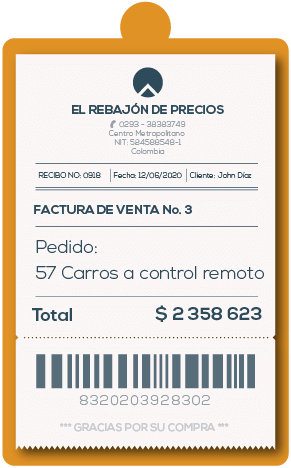 EL REBAJÓN DE PRECIOS
0293 - 38383749
Centro Metropolitano
NIT: 584588548-1
Colombia
RECIBO NO: 0918 Fecha: 12/06/2020 Cliente: John Díaz
FACTURA DE VENTA No. 3
Pedido:
57 Carros a control remoto
Total $ 2 358 623
8320203928302
*** GRACIAS POR SU COMPRA ***